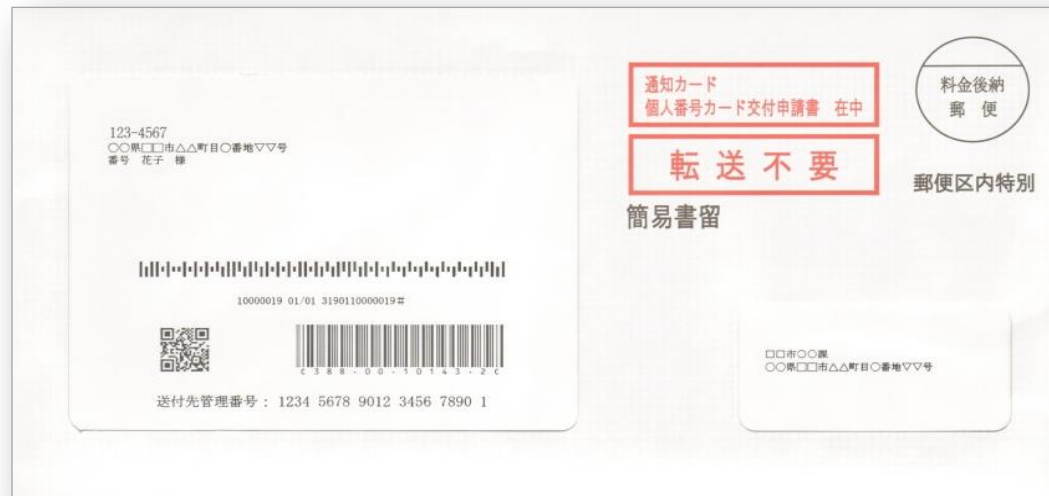 123-4567
〇〇県□□市△△町目〇番地▽▽号
番号 花子 様
10000019 01/01 3190110000019#
C388-00-10143-2C
送付先管理番号： 1234 5678 9012 3456 7890 1
通知カード
個人番号カード交付申請書 在中
転送不要
簡易書留
料金後納
郵便
郵便区内特別
□□市〇〇課
〇〇県□□市△△町目〇番地▽▽号